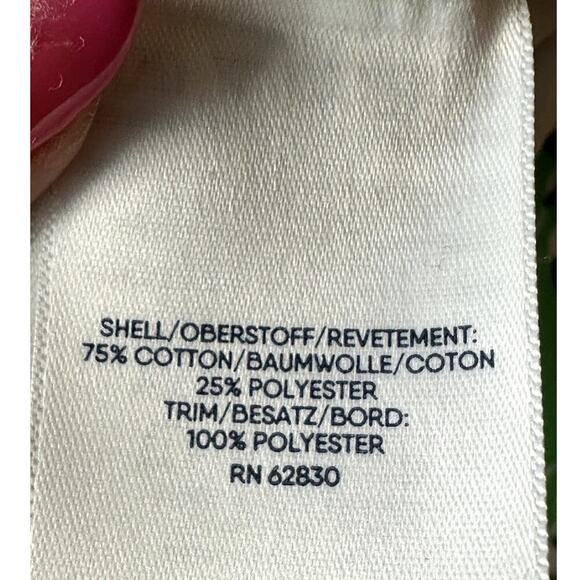 SHELL/OBERSTOFF/REVETEMENT:
75% COTTON/BAUMWOLLE/COTON
25% POLYESTER
TRIM/BESATZ/BORD:
100% POLYESTER
RN 62830